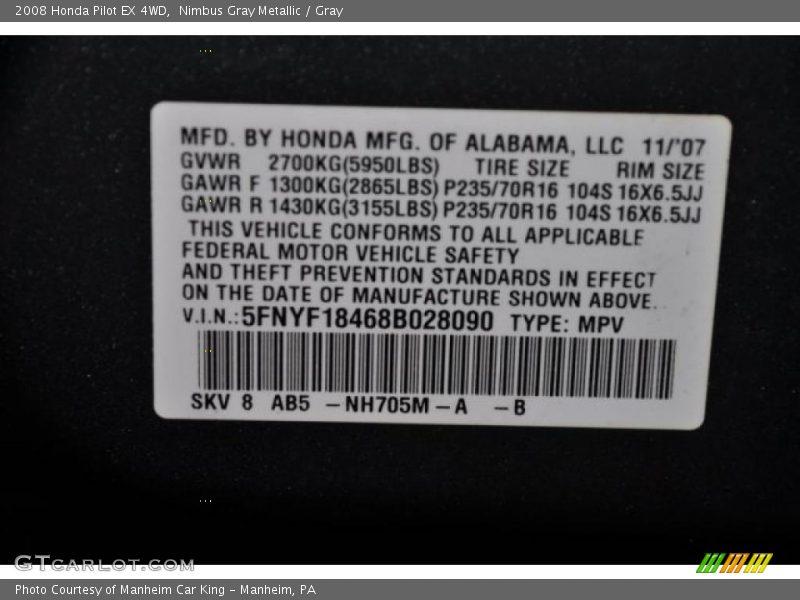 2008 Honda Pilot EX 4WD,  Nimbus Gray Metallic / Gray
MFD. BY HONDA MFG. OF ALABAMA, LLC 11/'07
GVWR 2700KG(5950LBS) TIRE SIZE RIM SIZE
GAWR F 1300KG(2865LBS) P235/70R16 104S 16X6.5JJ
GAWR R 1430KG(3155LBS) P235/70R16 104S 16X6.5JJ
THIS VEHICLE CONFORMS TO ALL APPLICABLE
FEDERAL MOTOR VEHICLE SAFETY
AND THEFT PREVENTION STANDARDS IN EFFECT
ON THE DATE OF MANUFACTURE SHOWN ABOVE.
V.I.N.: 5FNYF18468B028090 TYPE: MPV
SKV 8 AB5 –NH705M–A –B
GTCARLOT.COM
Photo Courtesy of Manheim Car King - Manheim, PA